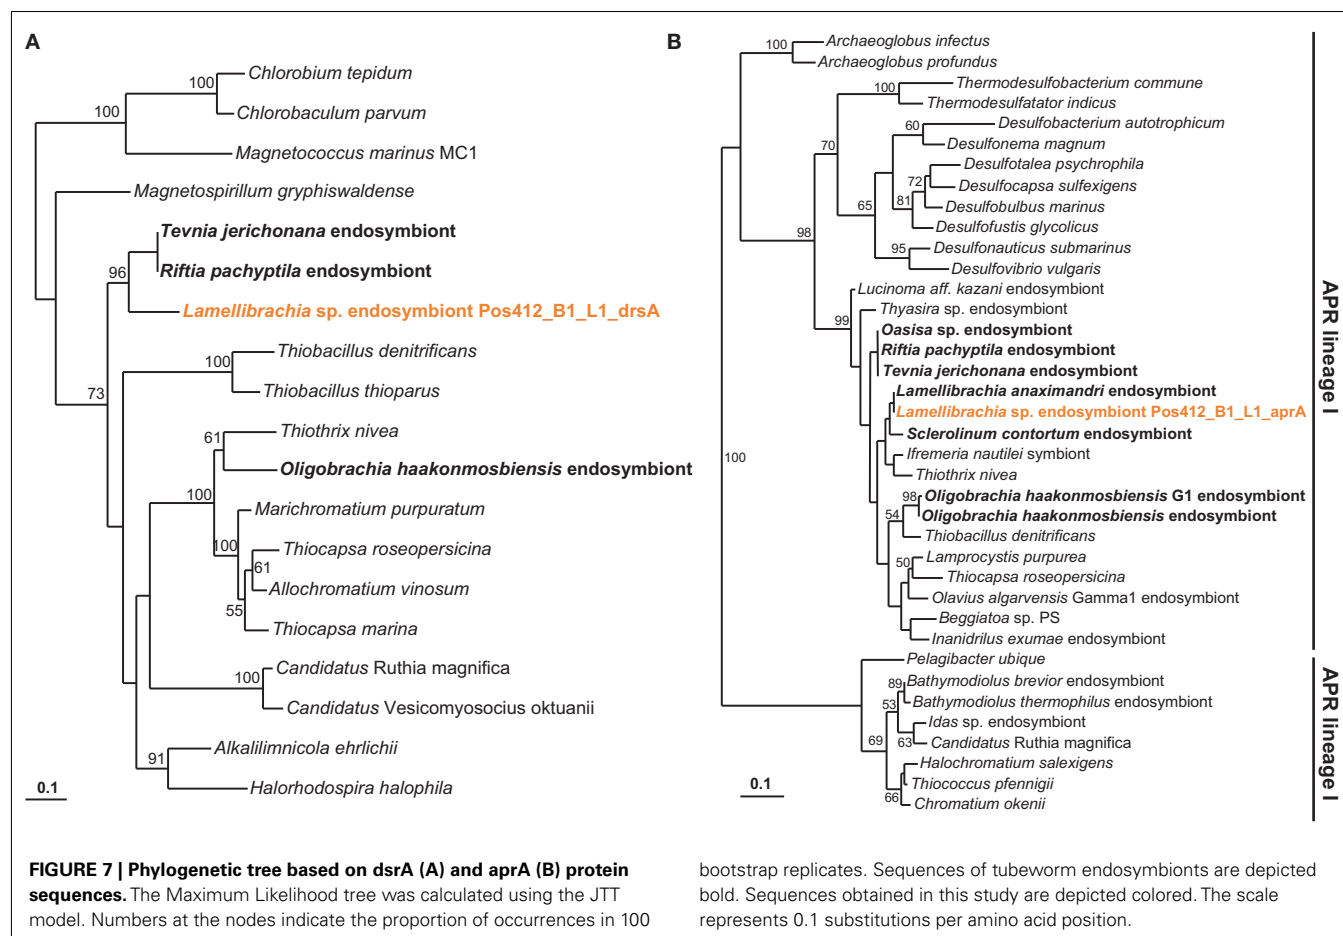 A
100
100
Chlorobium tepidum
Chlorobaculum parvum
Magnetococcus marinus MC1
Magnetospirillum gryphiswaldense
Tevnia jerichonana endosymbiont
96
Riftia pachyptila endosymbiont
Lamellibrachia sp. endosymbiont Pos412_B1_L1_drsA
73
100
Thiobacillus denitrificans
Thiobacillus thioparus
61
Thiothrix nivea
Oligobrachia haakonmosbiensis endosymbiont
100
Marichromatium purpuratum
100
Thiocapsa roseopersicina
61
Allochromatium vinosum
55
Thiocapsa marina
100
Candidatus Ruthia magnifica
Candidatus Vesicomyosocius oktuanii
91
Alkalilimnicola ehrlichii
Halorhodospira halophila
0.1
B
100
Archaeoglobus infectus
Archaeoglobus profundus
100
Thermodesulfobacterium commune
Thermodesulfatator indicus
70
60
Desulfobacterium autotrophicum
Desulfonema magnum
Desulfotalea psychrophila
72
Desulfocapsa sulfexigens
65
81
Desulfobulbus marinus
Desulfofustis glycolicus
98
95
Desulfonauticus submarinus
Desulfovibrio vulgaris
Lucinoma aff. kazani endosymbiont
99
Thyasira sp. endosymbiont
Oasisa sp. endosymbiont
Riftia pachyptila endosymbiont
Tevnia jerichonana endosymbiont
Lamellibrachia anaximandri endosymbiont
Lamellibrachia sp. endosymbiont Pos412_B1_L1_aprA
Sclerolinum contortum endosymbiont
Ifremeria nautilei symbiont
Thiothrix nivea
100
98
Oligobrachia haakonmosbiensis G1 endosymbiont
54
Oligobrachia haakonmosbiensis endosymbiont
Thiobacillus denitrificans
50
Lamprocystis purpurea
Thiocapsa roseopersicina
Olavius algarvensis Gamma1 endosymbiont
Beggiatoa sp. PS
Inanidrilus exumae endosymbiont
Pelagibacter ubique
89
Bathymodiolus brevior endosymbiont
53
Bathymodiolus thermophilus endosymbiont
Idas sp. endosymbiont
69
63
Candidatus Ruthia magnifica
Halochromatium salexigens
Thiococcus pfennigii
66
Chromatium okenii
0.1
APR lineage I
APR lineage I
FIGURE 7 | Phylogenetic tree based on dsrA (A) and aprA (B) protein
sequences. The Maximum Likelihood tree was calculated using the JTT
model. Numbers at the nodes indicate the proportion of occurrences in 100
bootstrap replicates. Sequences of tubeworm endosymbionts are depicted
bold. Sequences obtained in this study are depicted colored. The scale
represents 0.1 substitutions per amino acid position.